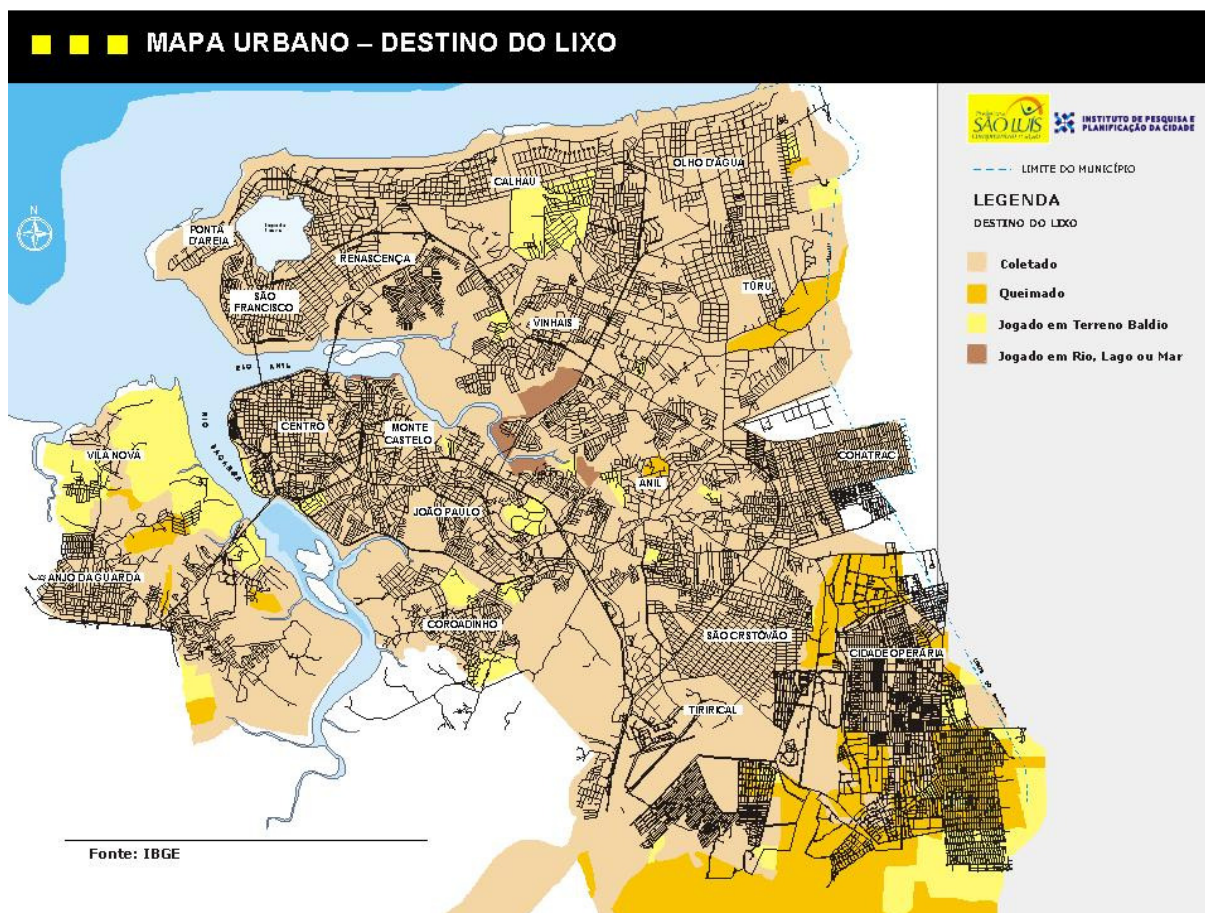 MAPA URBANO – DESTINO DO LIXO
SÃO LUÍS
INSTITUTO DE PESQUISA E
PLANIFICAÇÃO DA CIDADE
LIMITE DO MUNICÍPIO
LEGENDA
DESTINO DO LIXO
Coletado
Queimado
Jogado em Terreno Baldio
Jogado em Rio, Lago ou Mar
N
OLHO D'ÁGUA
CALHAU
PONTA
D'AREIA
RENASCENÇA
SÃO
FRANCISCO
TÚRU
VINHAIS
RIO ANIL
RIO BACANGA
CENTRO
MONTE
CASTELO
VILA NOVA
COHATRAC
ANIL
JOÃO PAULO
ANJO DA GUARDA
COROADINHO
SÃO CRSTÓVÃO
CIDADE OPERÁRIA
TIRIRICAL
Fonte: IBGE